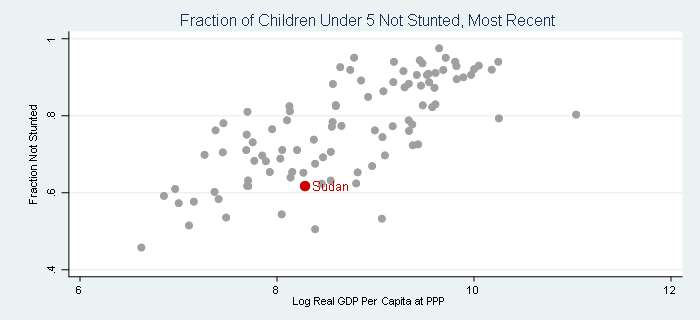 Fraction of Children Under 5 Not Stunted, Most Recent
Fraction Not Stunted
1
.8
.6
.4
Sudan
6
8
10
12
Log Real GDP Per Capita at PPP